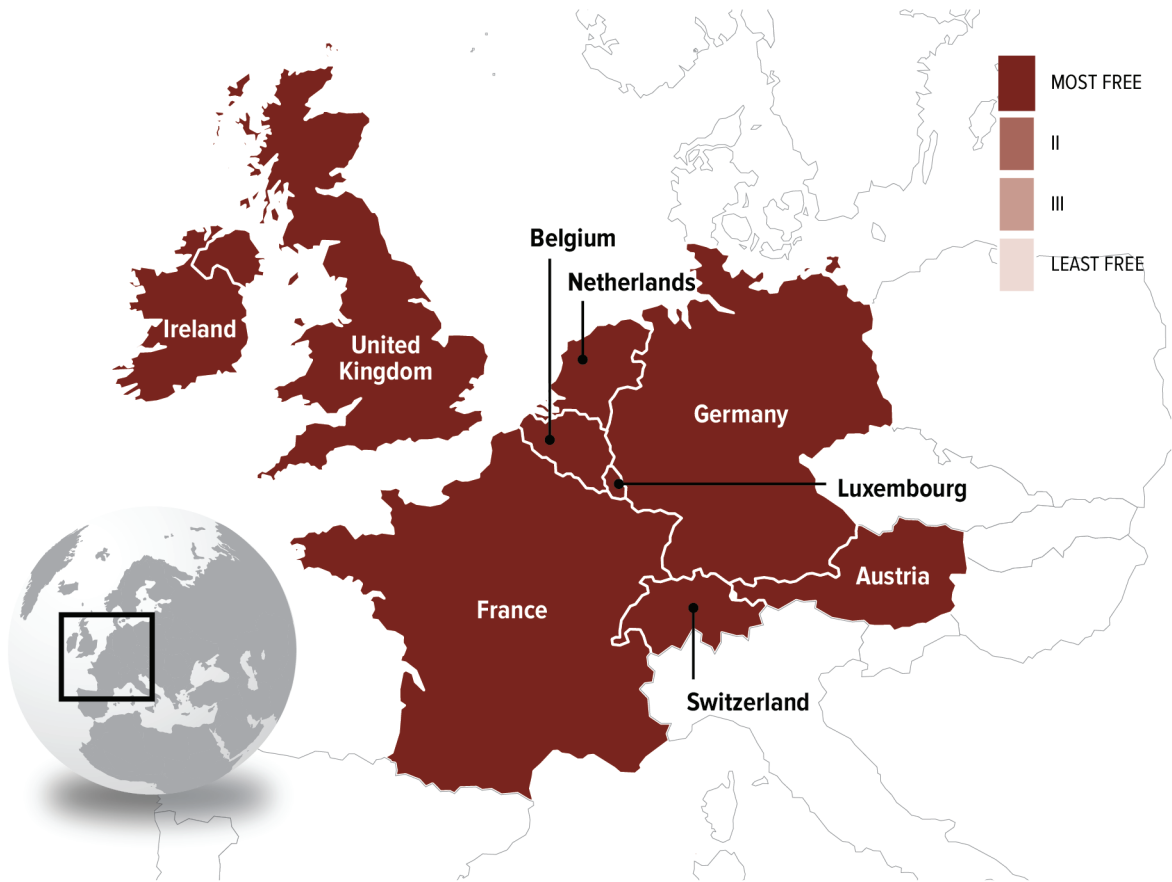 MOST FREE
II
III
LEAST FREE
Belgium
Netherlands
Ireland
United
Kingdom
Germany
Luxembourg
Austria
France
Switzerland